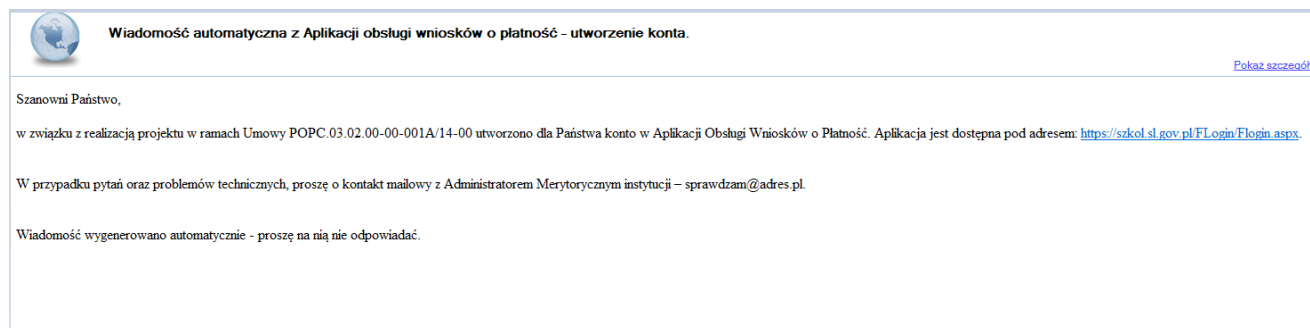 Wiadomość automatyczna z Aplikacji obsługi wniosków o płatność - utworzenie konta.
Pokaż szczegół
Szanowni Państwo,
w związku z realizacją projektu w ramach Umowy POPC.03.02.00-00-001A/14-00 utworzono dla Państwa konto w Aplikacji Obsługi Wniosków o Płatność. Aplikacja jest dostępna pod adresem: https://szkol.sl.gov.pl/FLogin/Flogin.aspx.
W przypadku pytań oraz problemów technicznych, proszę o kontakt mailowy z Administratorem Merytorycznym instytucji – sprawdzam@adres.pl.
Wiadomość wygenerowano automatycznie - proszę na nią nie odpowiadać.